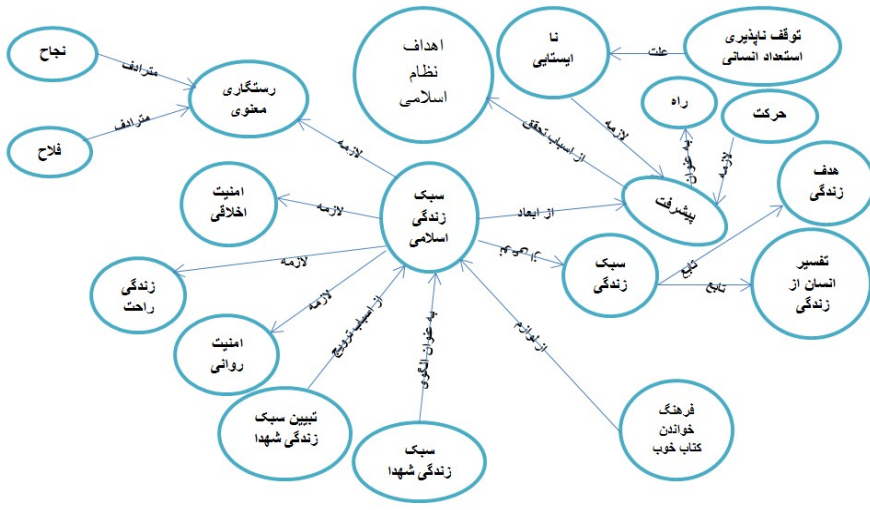 اهداف
نظام
اسلامی
نا
ایستایی
علت
توقف ناپذیری
استعداد انسانی
راه
حرکت
لازمه
به عنوان
لازمه
از اسباب تحقق
پیشرفت
هدف
زندگی
تابع
تفسیر
انسان از
زندگی
تابع
سبک
زندگی
نوعی از
از ابعاد
سبک
زندگی
اسلامی
نجاح
مترادف
فلاح
مترادف
رستگاری
معنوی
لازمه
امنیت
اخلاقی
لازمه
زندگی
راحت
لازمه
امنیت
روانی
لازمه
تبیین سبک
زندگی شهدا
از اسباب ترویج
سبک
زندگی شهدا
به عنوان الگوی
فرهنگ
خواندن
کتاب خوب
از لوازم